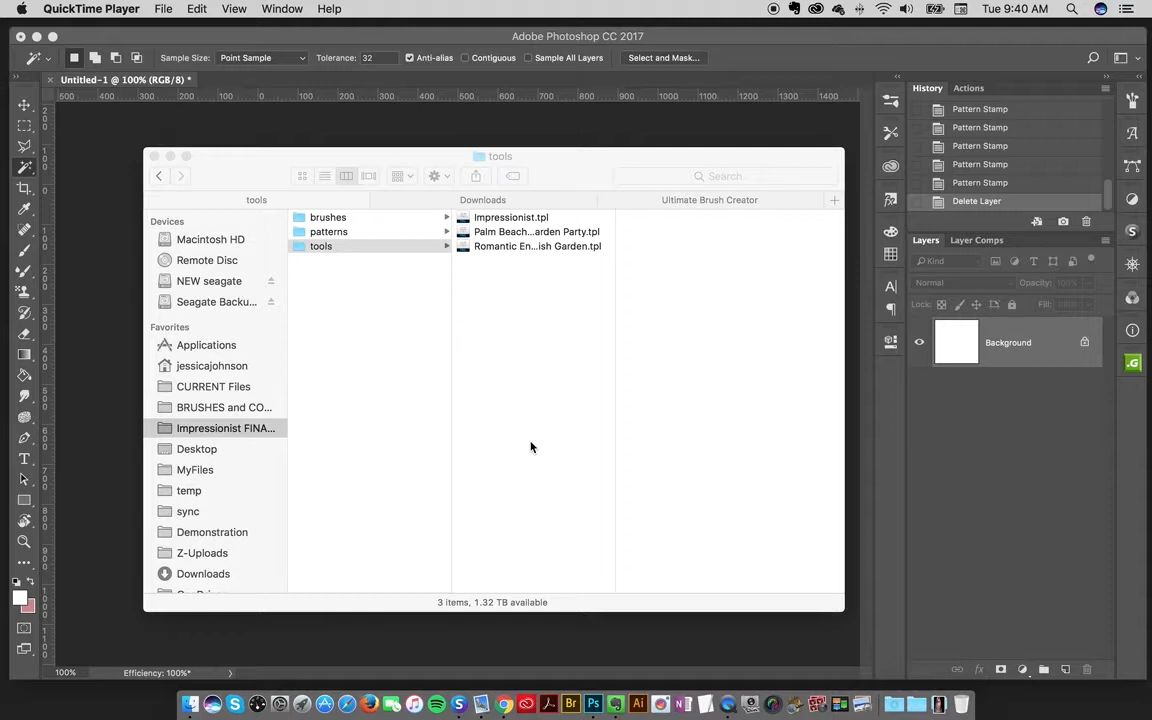 QuickTime Player File Edit View Window Help Tue 9:40 AM
Adobe Photoshop CC 2017
Sample Size: Point Sample Tolerance: 32 Anti-alias Contiguous Sample All Layers Select and Mask...
Untitled-1 @ 100% (RGB/8) *
500 400 300 200 100 0 100 200 300 400 500 600 700 800 900 1000 1100 1200 1300 1400
History Actions
Pattern Stamp
Pattern Stamp
Pattern Stamp
Pattern Stamp
Pattern Stamp
Delete Layer
Layers Layer Comps
Kind
Normal Opacity: 100%
Lock: Fill:
Background
tools
Search
tools Downloads Ultimate Brush Creator
Devices
Macintosh HD
Remote Disc
NEW seagate
Seagate Backu...
Favorites
Applications
jessicajohnson
CURRENT Files
BRUSHES and CO...
Impressionist FINA...
Desktop
MyFiles
temp
sync
Demonstration
Z-Uploads
Downloads
brushes
patterns
tools
Impressionist.tpl
Palm Beach...arden Party.tpl
Romantic En...ish Garden.tpl
3 items, 1.32 TB available
100% Efficiency: 100%*